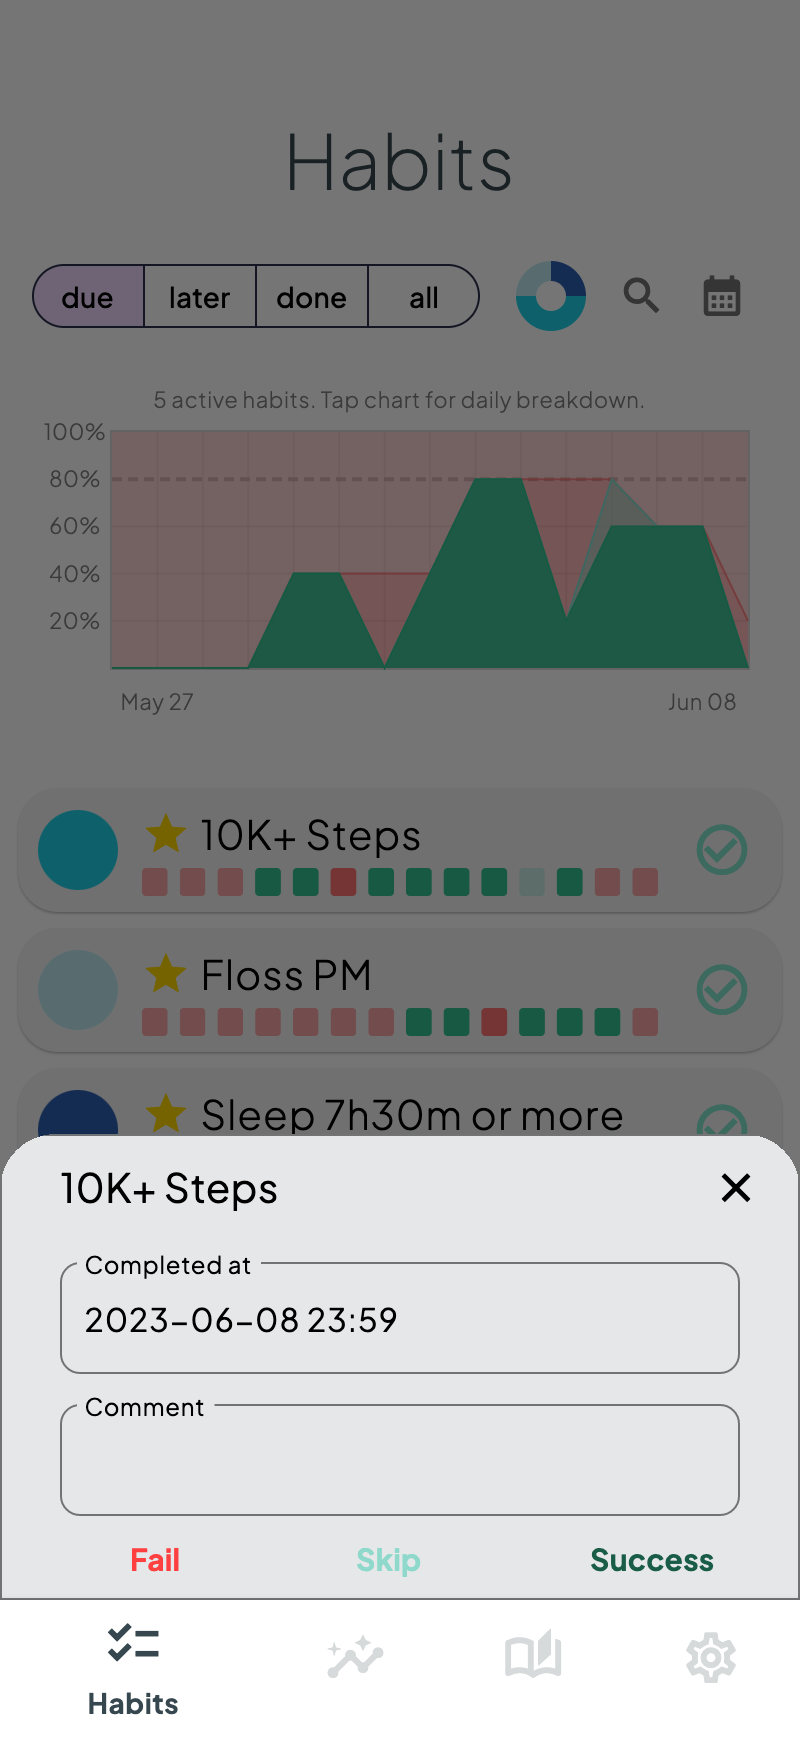 Habits
due later done all
5 active habits. Tap chart for daily breakdown.
100%
80%
60%
40%
20%
May 27 Jun 08
10K+ Steps
Floss PM
Sleep 7h30m or more
10K+ Steps
Completed at
2023-06-08 23:59
Comment
Fail Skip Success
Habits